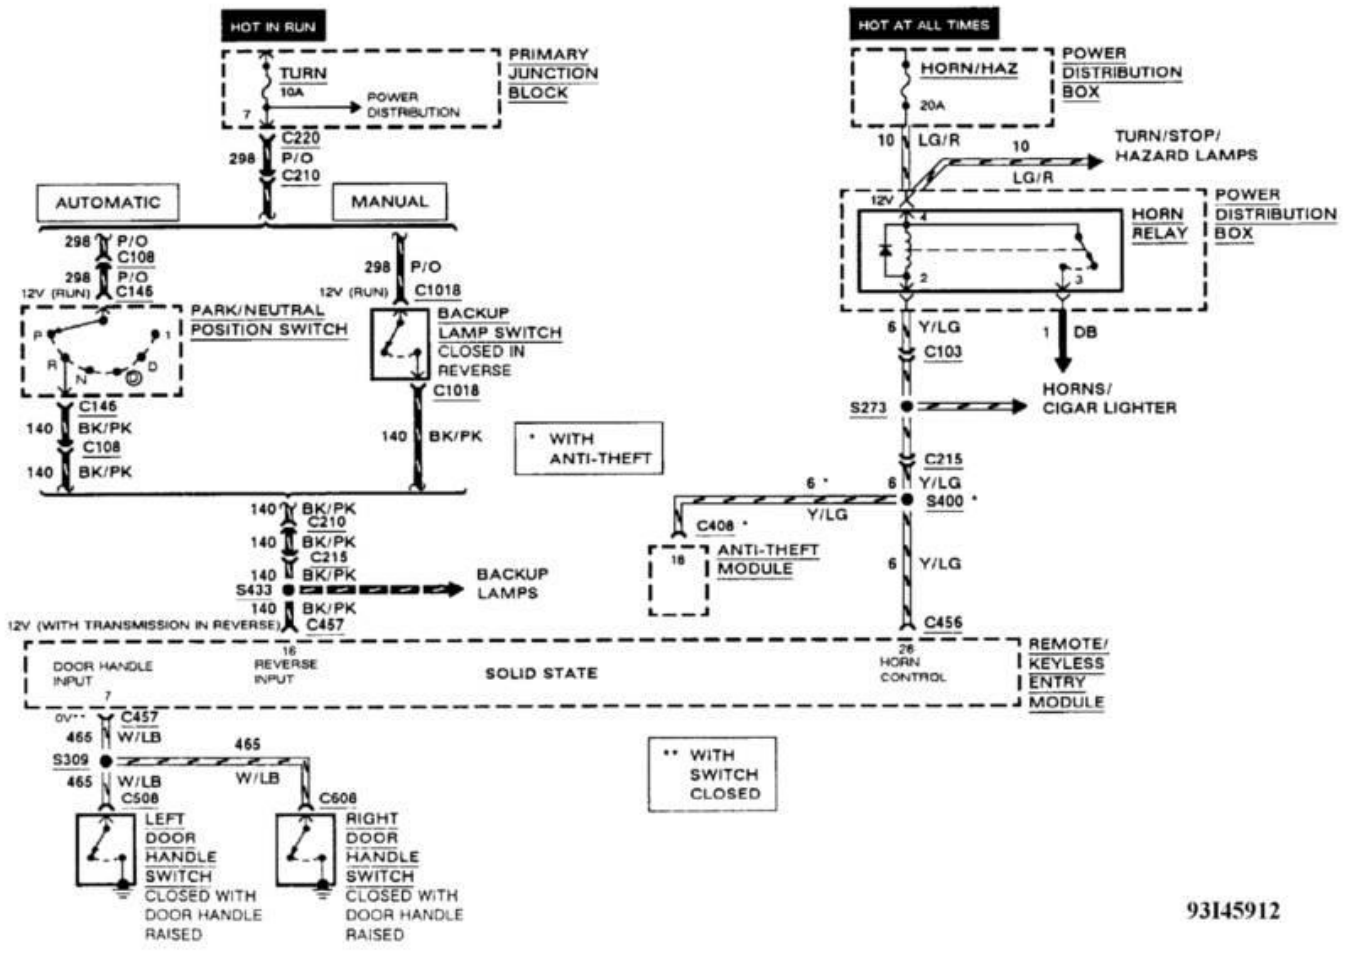 HOT IN RUN
TURN
10A
POWER
DISTRIBUTION
7
PRIMARY
JUNCTION
BLOCK
C220
298 P/O
C210
AUTOMATIC
MANUAL
298 P/O
C108
298 P/O
12V (RUN) C146
PARK/NEUTRAL
POSITION SWITCH
P
R
N
D
D
1
C146
140 BK/PK
C108
140 BK/PK
298 P/O
12V (RUN) C1018
BACKUP
LAMP SWITCH
CLOSED IN
REVERSE
C1018
140 BK/PK
* WITH
ANTI-THEFT
140 BK/PK
C210
140 BK/PK
C215
140 BK/PK
S433
BACKUP
LAMPS
140 BK/PK
12V (WITH TRANSMISSION IN REVERSE) C457
HOT AT ALL TIMES
HORN/HAZ
20A
POWER
DISTRIBUTION
BOX
10 LG/R
10
LG/R
TURN/STOP/
HAZARD LAMPS
12V
4
2
3
HORN
RELAY
POWER
DISTRIBUTION
BOX
6 Y/LG
C103
1 DB
HORNS/
CIGAR LIGHTER
S273
C215
6 Y/LG
S400 *
6 *
Y/LG
C408 *
18
ANTI-THEFT
MODULE
6 Y/LG
C456
DOOR HANDLE
INPUT
7
16
REVERSE
INPUT
SOLID STATE
28
HORN
CONTROL
REMOTE/
KEYLESS
ENTRY
MODULE
0V** C457
465 W/LB
S309
465
W/LB
465 W/LB
C508
LEFT
DOOR
HANDLE
SWITCH
CLOSED WITH
DOOR HANDLE
RAISED
C608
RIGHT
DOOR
HANDLE
SWITCH
CLOSED WITH
DOOR HANDLE
RAISED
** WITH
SWITCH
CLOSED
93I45912